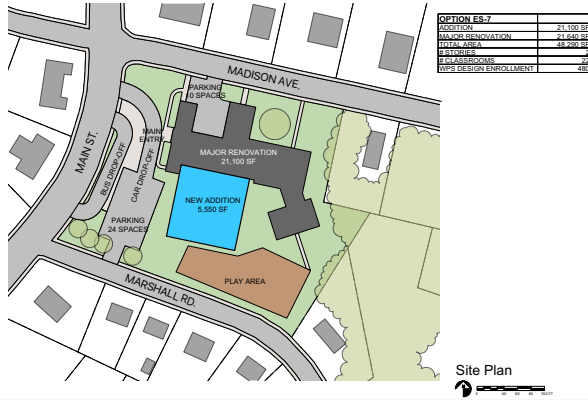 OPTION ES-7
ADDITION 21,100 SF
MAJOR RENOVATION 21,640 SF
TOTAL AREA 48,290 SF
# STORIES
# CLASSROOMS 22
WPS DESIGN ENROLLMENT 480
MADISON AVE.
PARKING
0 SPACES
MAIN ST.
MAIN
ENTRY
BUS DROP-OFF
CAR DROP-OFF
MAJOR RENOVATION
21,100 SF
NEW ADDITION
5,550 SF
PARKING
24 SPACES
PLAY AREA
MARSHALL RD.
Site Plan